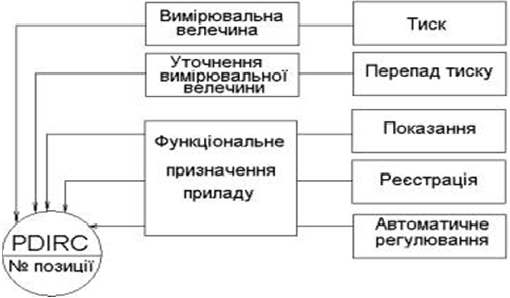 Вимірювальна
велечина
Тиск
Уточнення
вимірювальної
велечини
Перепад тиску
Функціональне
призначення
приладу
Показання
Реєстрація
Автоматичне
регулювання
PDIRC
№ позиції